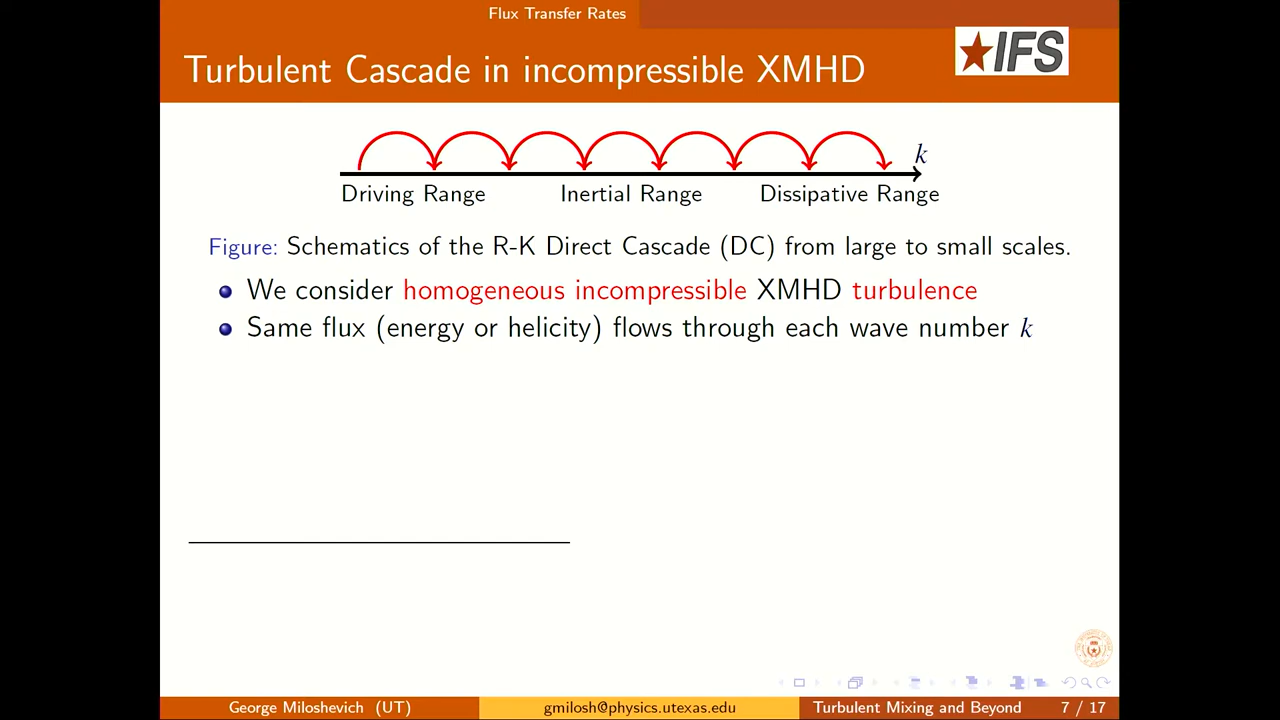 Flux Transfer Rates
Turbulent Cascade in incompressible XMHD
IFS
k
Driving Range Inertial Range Dissipative Range
Figure: Schematics of the R-K Direct Cascade (DC) from large to small scales.
We consider homogeneous incompressible XMHD turbulence
Same flux (energy or helicity) flows through each wave number k
George Miloshevich (UT) gmilosh@physics.utexas.edu Turbulent Mixing and Beyond 7 / 17